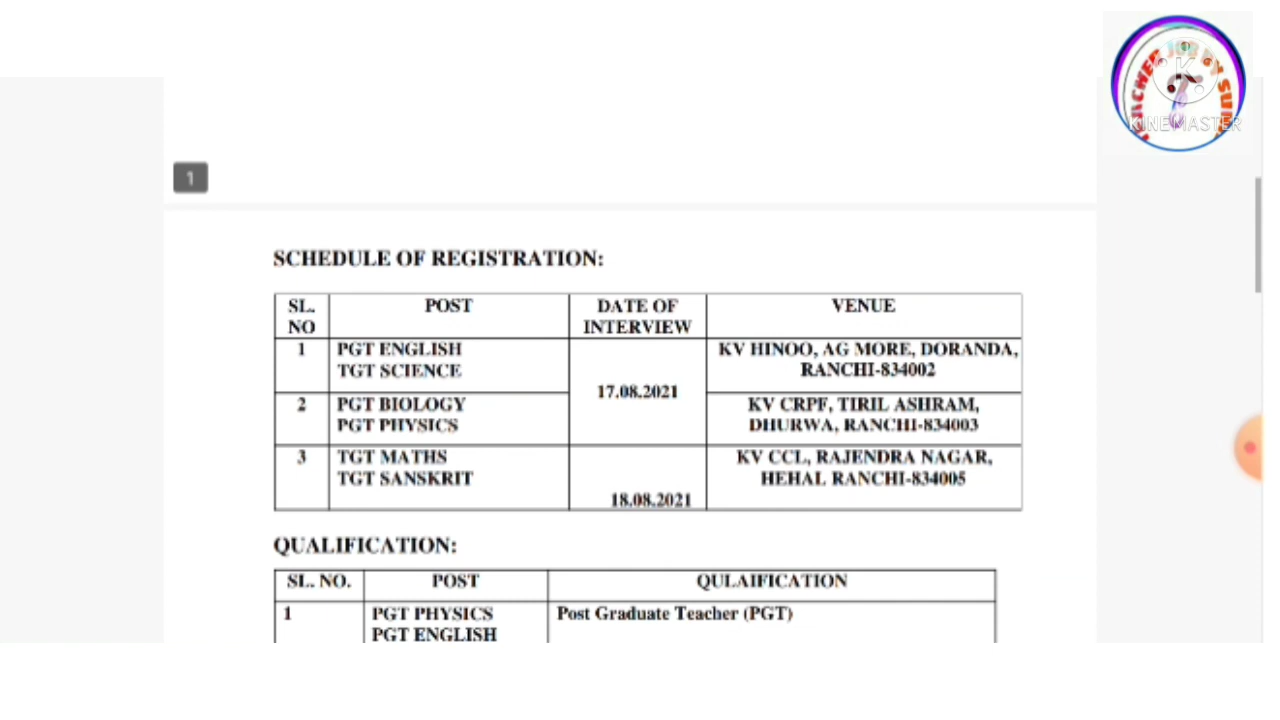 KINEMASTER
1
SCHEDULE OF REGISTRATION:
SL. NO POST DATE OF INTERVIEW VENUE
1 PGT ENGLISH TGT SCIENCE 17.08.2021 KV HINOO, AG MORE, DORANDA, RANCHI-834002
2 PGT BIOLOGY PGT PHYSICS KV CRPF, TIRIL ASHRAM, DHURWA, RANCHI-834003
3 TGT MATHS TGT SANSKRIT 18.08.2021 KV CCL, RAJENDRA NAGAR, HEHAL RANCHI-834005
QUALIFICATION:
SL. NO. POST QULAIFICATION
1 PGT PHYSICS Post Graduate Teacher (PGT)
PGT ENGLISH